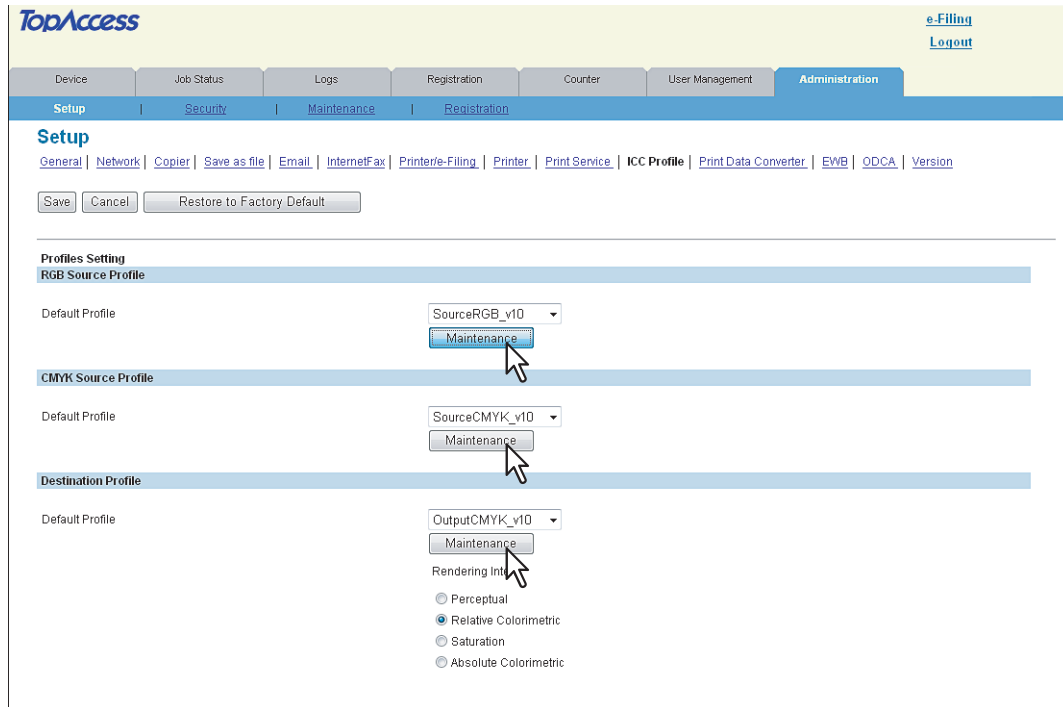 TopAccess
e-Filing
Logout
Device Job Status Logs Registration Counter User Management Administration
Setup | Security | Maintenance | Registration
Setup
General | Network | Copier | Save as file | Email | InternetFax | Printer/e-Filing | Printer | Print Service | ICC Profile | Print Data Converter | EWB | ODCA | Version
Save Cancel Restore to Factory Default
Profiles Setting
RGB Source Profile
Default Profile SourceRGB_v10
Maintenance
CMYK Source Profile
Default Profile SourceCMYK_v10
Maintenance
Destination Profile
Default Profile OutputCMYK_v10
Maintenance
Rendering
Perceptual
Relative Colorimetric
Saturation
Absolute Colorimetric